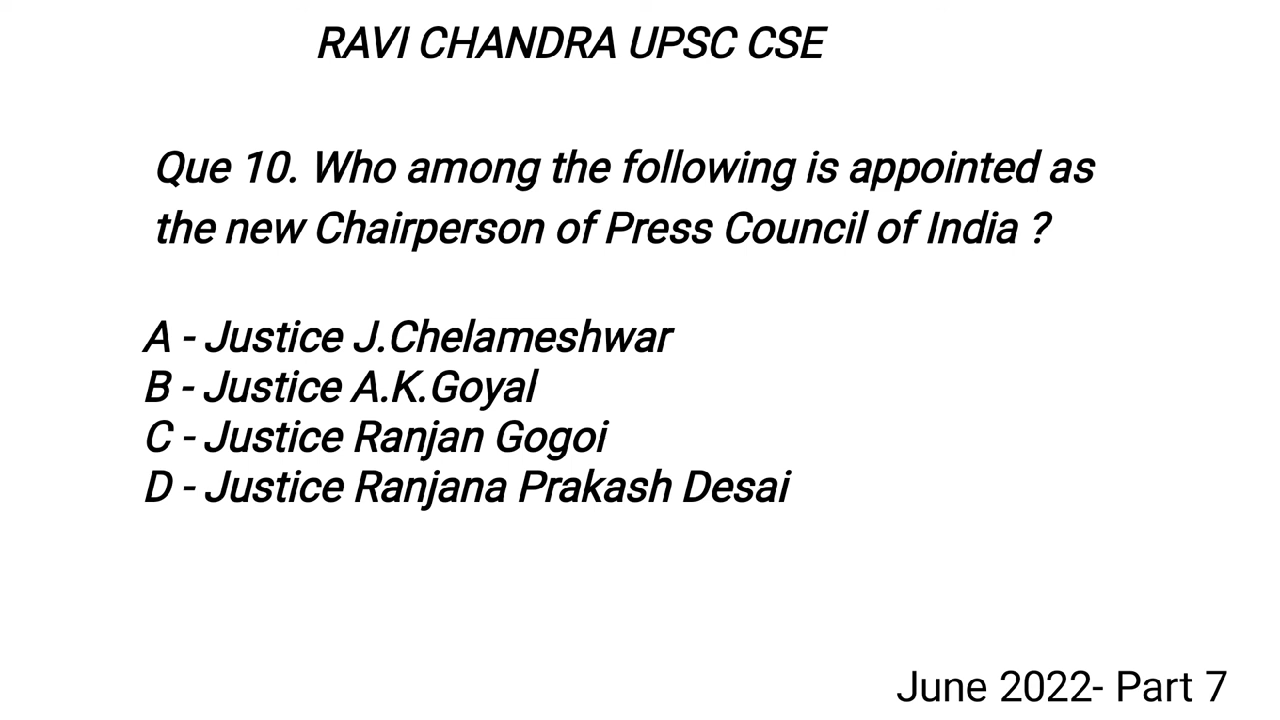 RAVI CHANDRA UPSC CSE
Que 10. Who among the following is appointed as
the new Chairperson of Press Council of India ?
A - Justice J.Chelameshwar
B - Justice A.K.Goyal
C - Justice Ranjan Gogoi
D - Justice Ranjana Prakash Desai
June 2022- Part 7